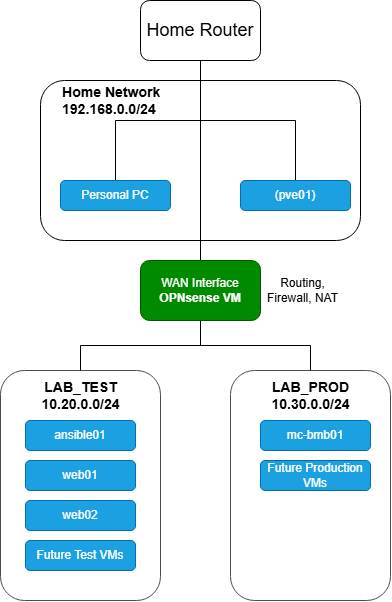 Home Router
Home Network
192.168.0.0/24
Personal PC
(pve01)
WAN Interface
OPNsense VM
Routing,
Firewall, NAT
LAB_TEST
10.20.0.0/24
ansible01
web01
web02
Future Test VMs
LAB_PROD
10.30.0.0/24
mc-bmb01
Future Production
VMs